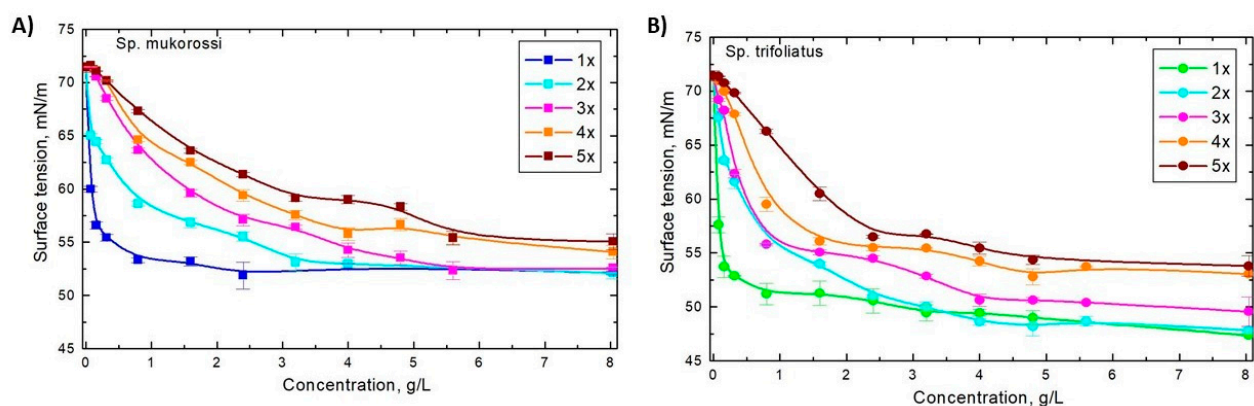 A)
Sp. mukorossi
75
70
65
60
55
50
45
Surface tension, mN/m
0 1 2 3 4 5 6 7 8
Concentration, g/L
1x
2x
3x
4x
5x
B)
Sp. trifoliatus
75
70
65
60
55
50
45
Surface tension, mN/m
0 1 2 3 4 5 6 7 8
Concentration, g/L
1x
2x
3x
4x
5x